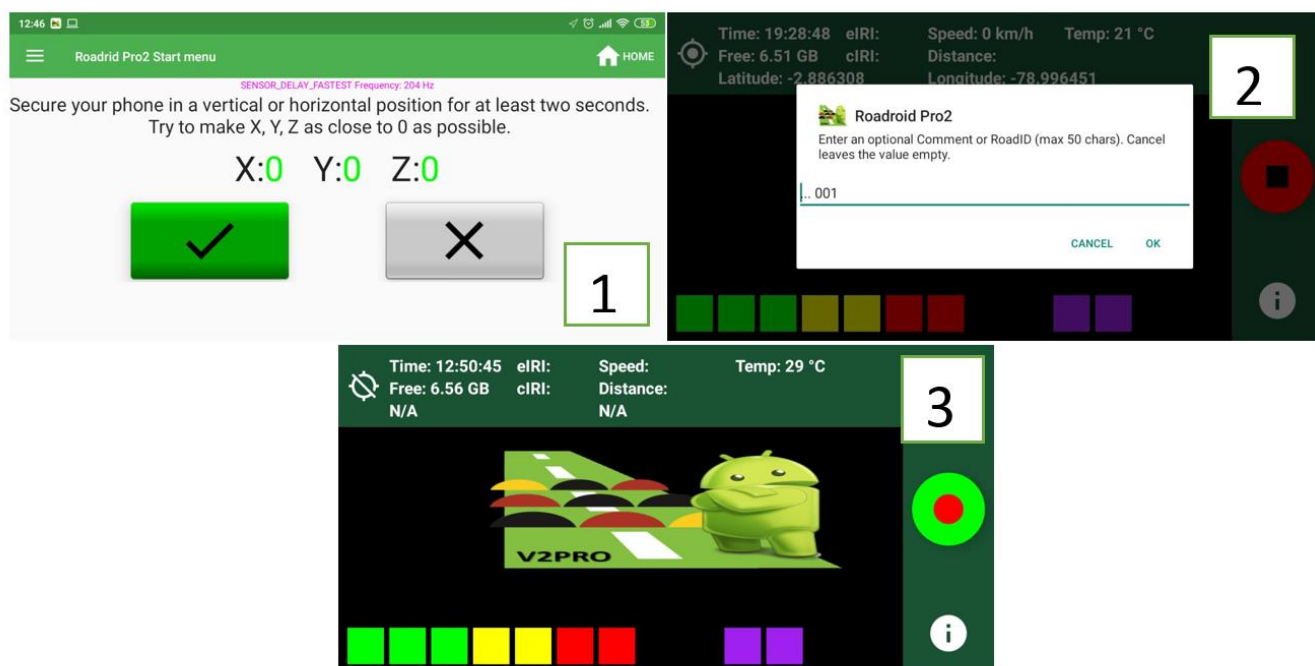 12:46 53
Roadrid Pro2 Start menu HOME
SENSOR_DELAY_FASTEST Frequency: 204 Hz
Secure your phone in a vertical or horizontal position for at least two seconds.
Try to make X, Y, Z as close to 0 as possible.
X:0 Y:0 Z:0
1
Time: 19:28:48 eIRI: Speed: 0 km/h Temp: 21 °C
Free: 6.51 GB cIRI: Distance:
Latitude: -2.886308 Longitude: -78.996451
2
Roadroid Pro2
Enter an optional Comment or RoadID (max 50 chars). Cancel
leaves the value empty.
... 001
CANCEL OK
i
Time: 12:50:45 eIRI: Speed: Temp: 29 °C
Free: 6.56 GB cIRI: Distance:
N/A N/A
3
V2PRO
i